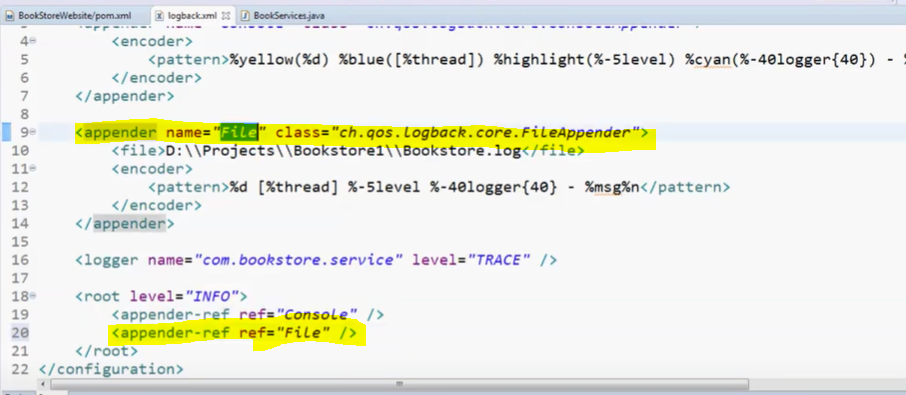 BookStoreWebsite/pom.xml logback.xml BookServices.java
4
5 <encoder>
<pattern>%yellow(%d) %blue([%thread]) %highlight(%-5level) %cyan(%-40logger{40}) - %
6 </encoder>
7 </appender>
8
9 <appender name="File" class="ch.qos.logback.core.FileAppender">
10 <file>D:\\Projects\\Bookstore1\\Bookstore.log</file>
11 <encoder>
12 <pattern>%d [%thread] %-5level %-40logger{40} - %msg%n</pattern>
13 </encoder>
14 </appender>
15
16 <logger name="com.bookstore.service" level="TRACE" />
17
18 <root level="INFO">
19 <appender-ref ref="Console" />
20 <appender-ref ref="File" />
21 </root>
22 </configuration>